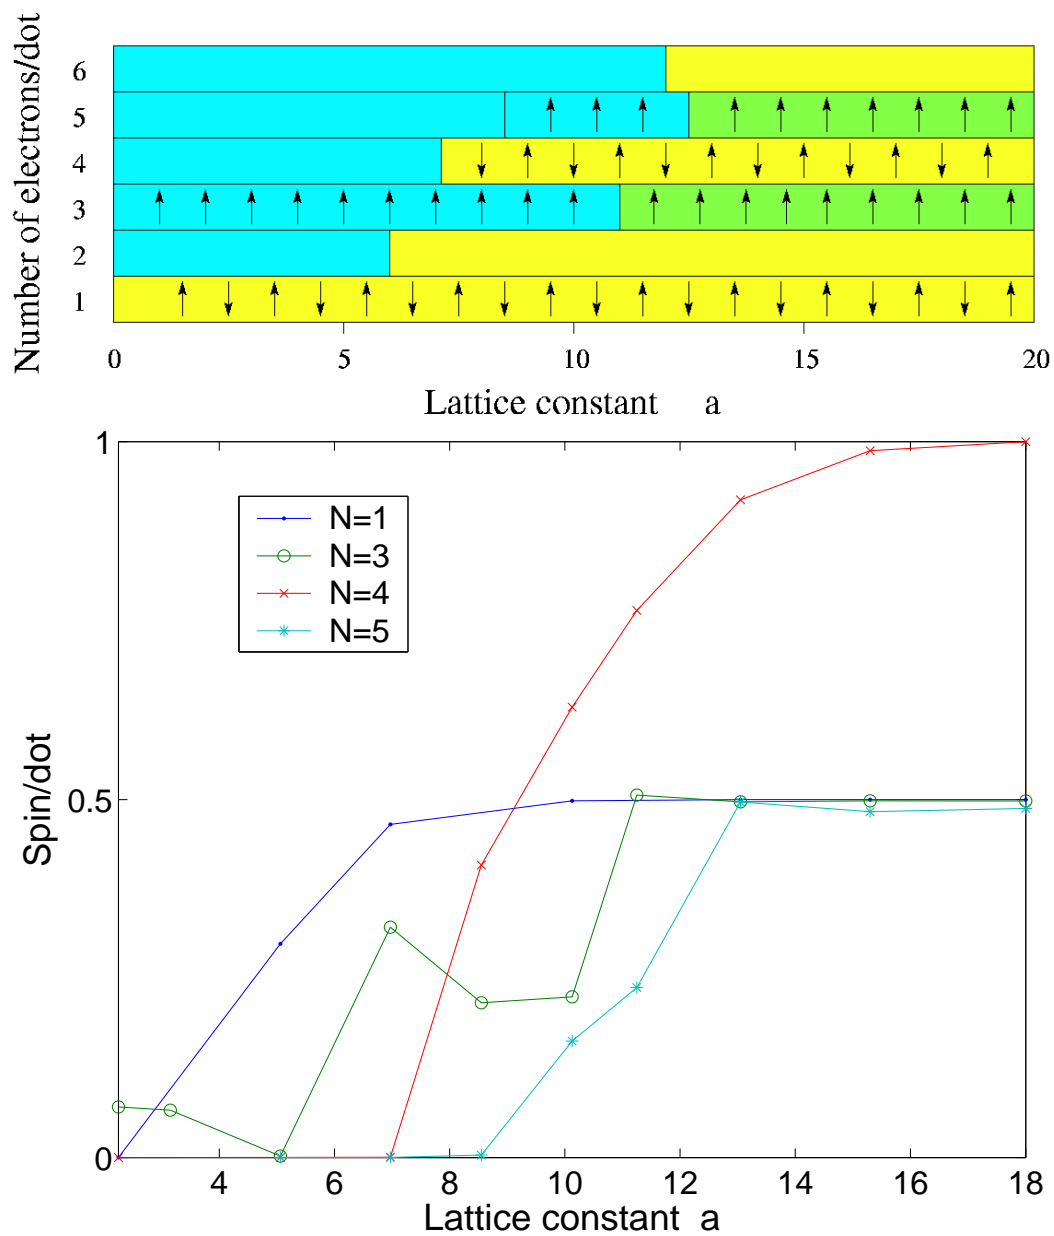 Number of electrons/dot
6
5
4
3
2
1
0 5 10 15 20
Lattice constant a
1
0.5
0
Spin/dot
N=1
N=3
N=4
N=5
4 6 8 10 12 14 16 18
Lattice constant a